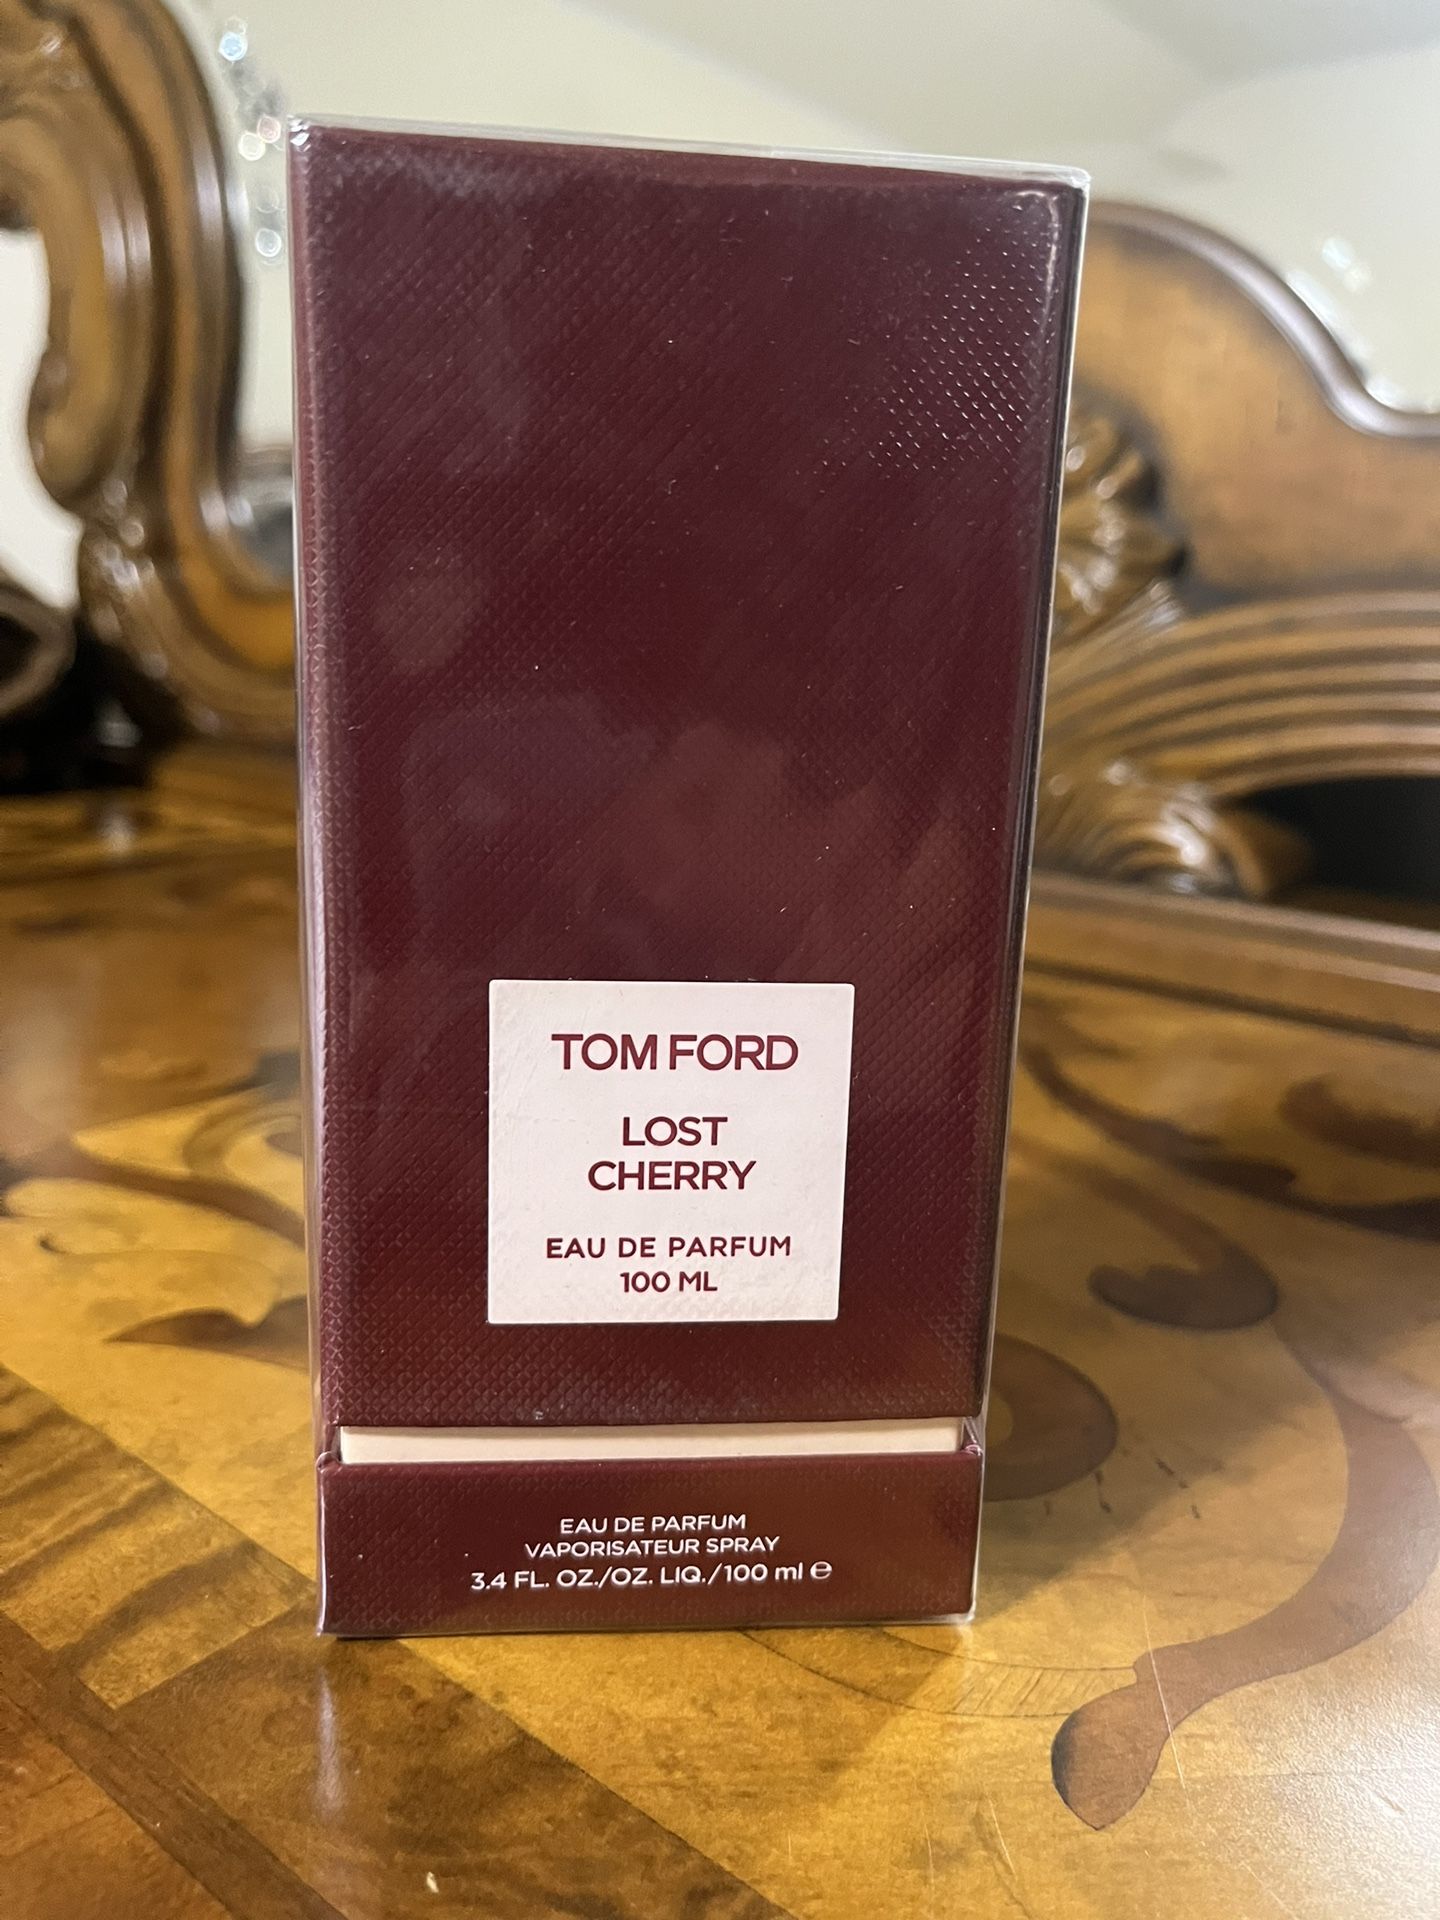 TOM FORD
LOST
CHERRY
EAU DE PARFUM
100 ML
EAU DE PARFUM
VAPORISATEUR SPRAY
3.4 FL. OZ./OZ. LIQ./100 ml ℮